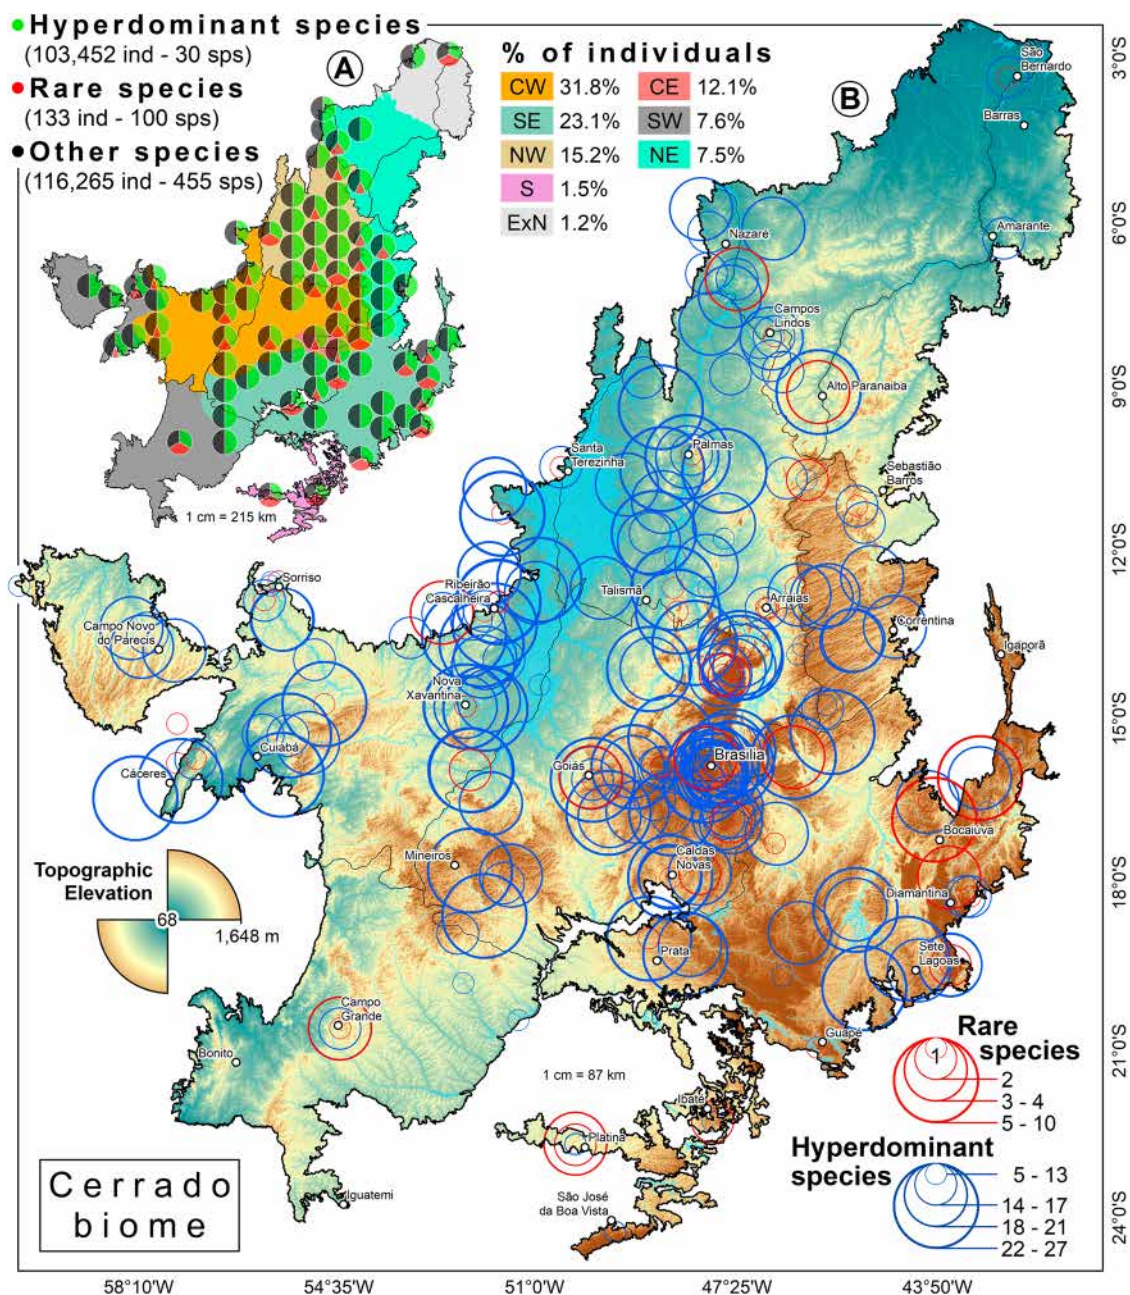 Hyperdominant species
(103,452 ind - 30 sps)
Rare species
(133 ind - 100 sps)
Other species
(116,265 ind - 455 sps)
A
1 cm = 215 km
% of individuals
CW 31.8%
CE 12.1%
SE 23.1%
SW 7.6%
NW 15.2%
NE 7.5%
S 1.5%
ExN 1.2%
B
São
Bernardo
Barras
Amarante
Nazaré
Campos
Lindos
Alto Paranaiba
Palmas
Santa
Terezinha
Sebastião
Barros
Sorriso
Ribeirão
Cascalheira
Talismã
Arraias
Correntina
Campo Novo
do Parecis
Igaporã
Nova
Xavantina
Cuiabá
Cáceres
Goiás
Brasilia
Bocaiuva
Mineiros
Caldas
Novas
Diamantina
Prata
Sete
Lagoas
Campo
Grande
Bonito
Guapé
Ibaté
Platina
São José
da Boa Vista
Iguatemi
Topographic
Elevation
68
1,648 m
1 cm = 87 km
Rare
species
1
2
3 - 4
5 - 10
Hyperdominant
species
5 - 13
14 - 17
18 - 21
22 - 27
Cerrado
biome
3°0'S
6°0'S
9°0'S
12°0'S
15°0'S
18°0'S
21°0'S
24°0'S
58°10'W
54°35'W
51°0'W
47°25'W
43°50'W